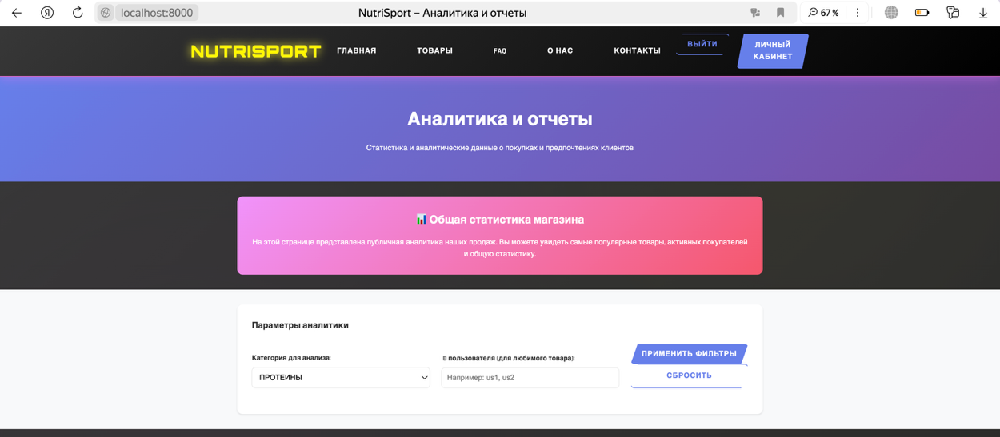 localhost:8000
NutriSport – Аналитика и отчеты
67 %
NUTRISPORT
ГЛАВНАЯ
ТОВАРЫ
FAQ
О НАС
КОНТАКТЫ
ВЫЙТИ
ЛИЧНЫЙ
КАБИНЕТ
Аналитика и отчеты
Статистика и аналитические данные о покупках и предпочтениях клиентов
Общая статистика магазина
На этой странице представлена публичная аналитика наших продаж. Вы можете увидеть самые популярные товары, активных покупателей
и общую статистику.
Параметры аналитики
Категория для анализа:
ID пользователя (для любимого товара):
ПРОТЕИНЫ
Например: us1, us2
ПРИМЕНИТЬ ФИЛЬТРЫ
СБРОСИТЬ